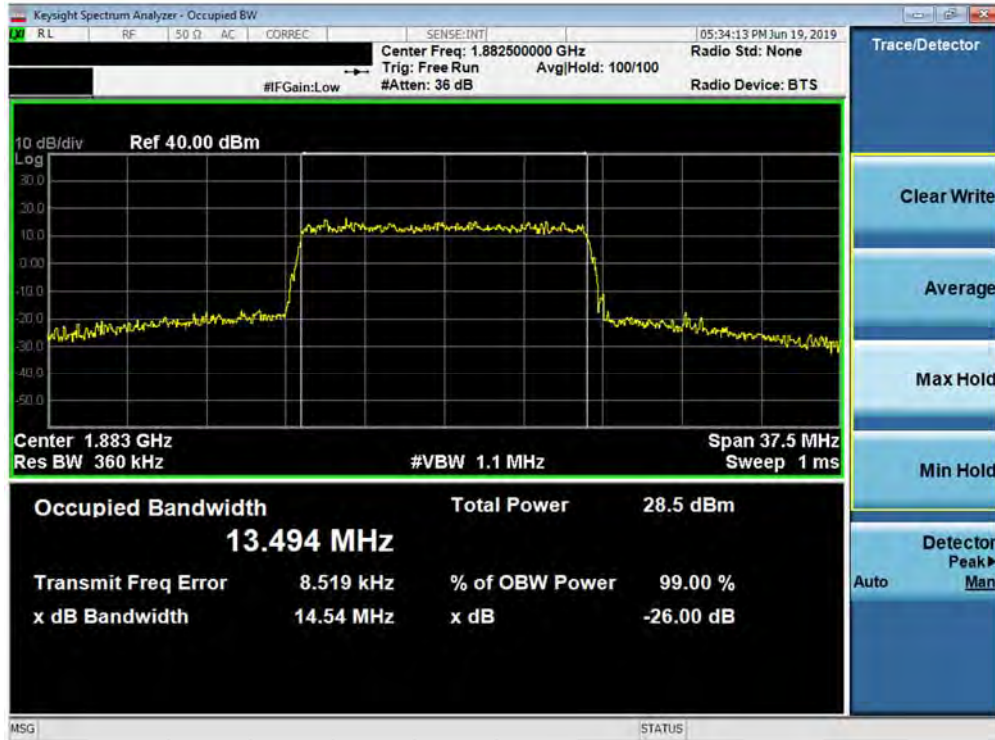 Keysight Spectrum Analyzer - Occupied BW
LXI RL RF 50 Ω AC CORREC SENSE:INT 05:34:13 PM Jun 19, 2019
Center Freq: 1.882500000 GHz Radio Std: None
Trig: Free Run Avg|Hold: 100/100
#IFGain:Low #Atten: 36 dB Radio Device: BTS
10 dB/div Ref 40.00 dBm
Log
30.0
20.0
10.0
0.00
-10.0
-20.0
-30.0
-40.0
-50.0
Center 1.883 GHz Span 37.5 MHz
Res BW 360 kHz #VBW 1.1 MHz Sweep 1 ms
Occupied Bandwidth Total Power 28.5 dBm
13.494 MHz
Transmit Freq Error 8.519 kHz % of OBW Power 99.00 %
x dB Bandwidth 14.54 MHz x dB -26.00 dB
MSG STATUS
Trace/Detector
Clear Write
Average
Max Hold
Min Hold
Detector
Peak▶
Auto Man